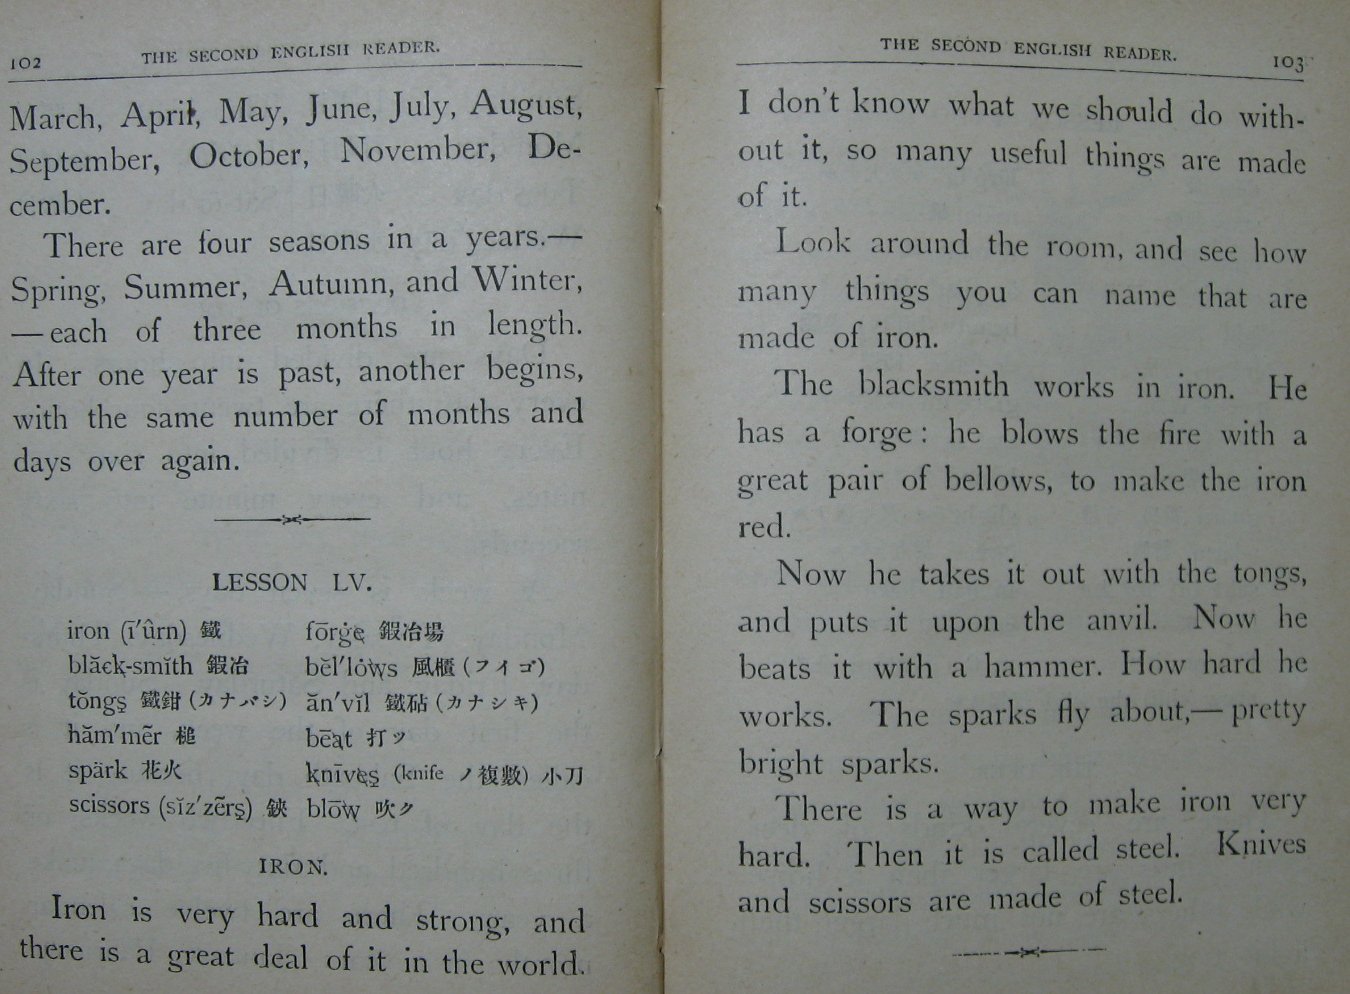 102 THE SECOND ENGLISH READER.
March, April, May, June, July, August,
September, October, November, De-
cember.
There are four seasons in a years.—
Spring, Summer, Autumn, and Winter,
—each of three months in length.
After one year is past, another begins,
with the same number of months and
days over again.
LESSON LV.
iron (ī′ûrn) 鐵 fōrġe̱ 鍜冶場
blăck-smĭth 鍜冶 bĕl′lōws 風櫃(フイゴ)
tŏngs̱ 鐵鉗(カナバシ) ăn′vĭl 鐵砧(カナシキ)
hăm′mẽr 槌 bēat 打ツ
spärk 花火 knīves̱ (knife ノ複數) 小刀
scissors (sĭz′zẽrs̱) 鋏 blōw 吹ク
IRON.
Iron is very hard and strong, and
there is a great deal of it in the world.
THE SECOND ENGLISH READER. 103
I don't know what we should do with-
out it, so many useful things are made
of it.
Look around the room, and see how
many things you can name that are
made of iron.
The blacksmith works in iron. He
has a forge: he blows the fire with a
great pair of bellows, to make the iron
red.
Now he takes it out with the tongs,
and puts it upon the anvil. Now he
beats it with a hammer. How hard he
works. The sparks fly about,—pretty
bright sparks.
There is a way to make iron very
hard. Then it is called steel. Knives
and scissors are made of steel.